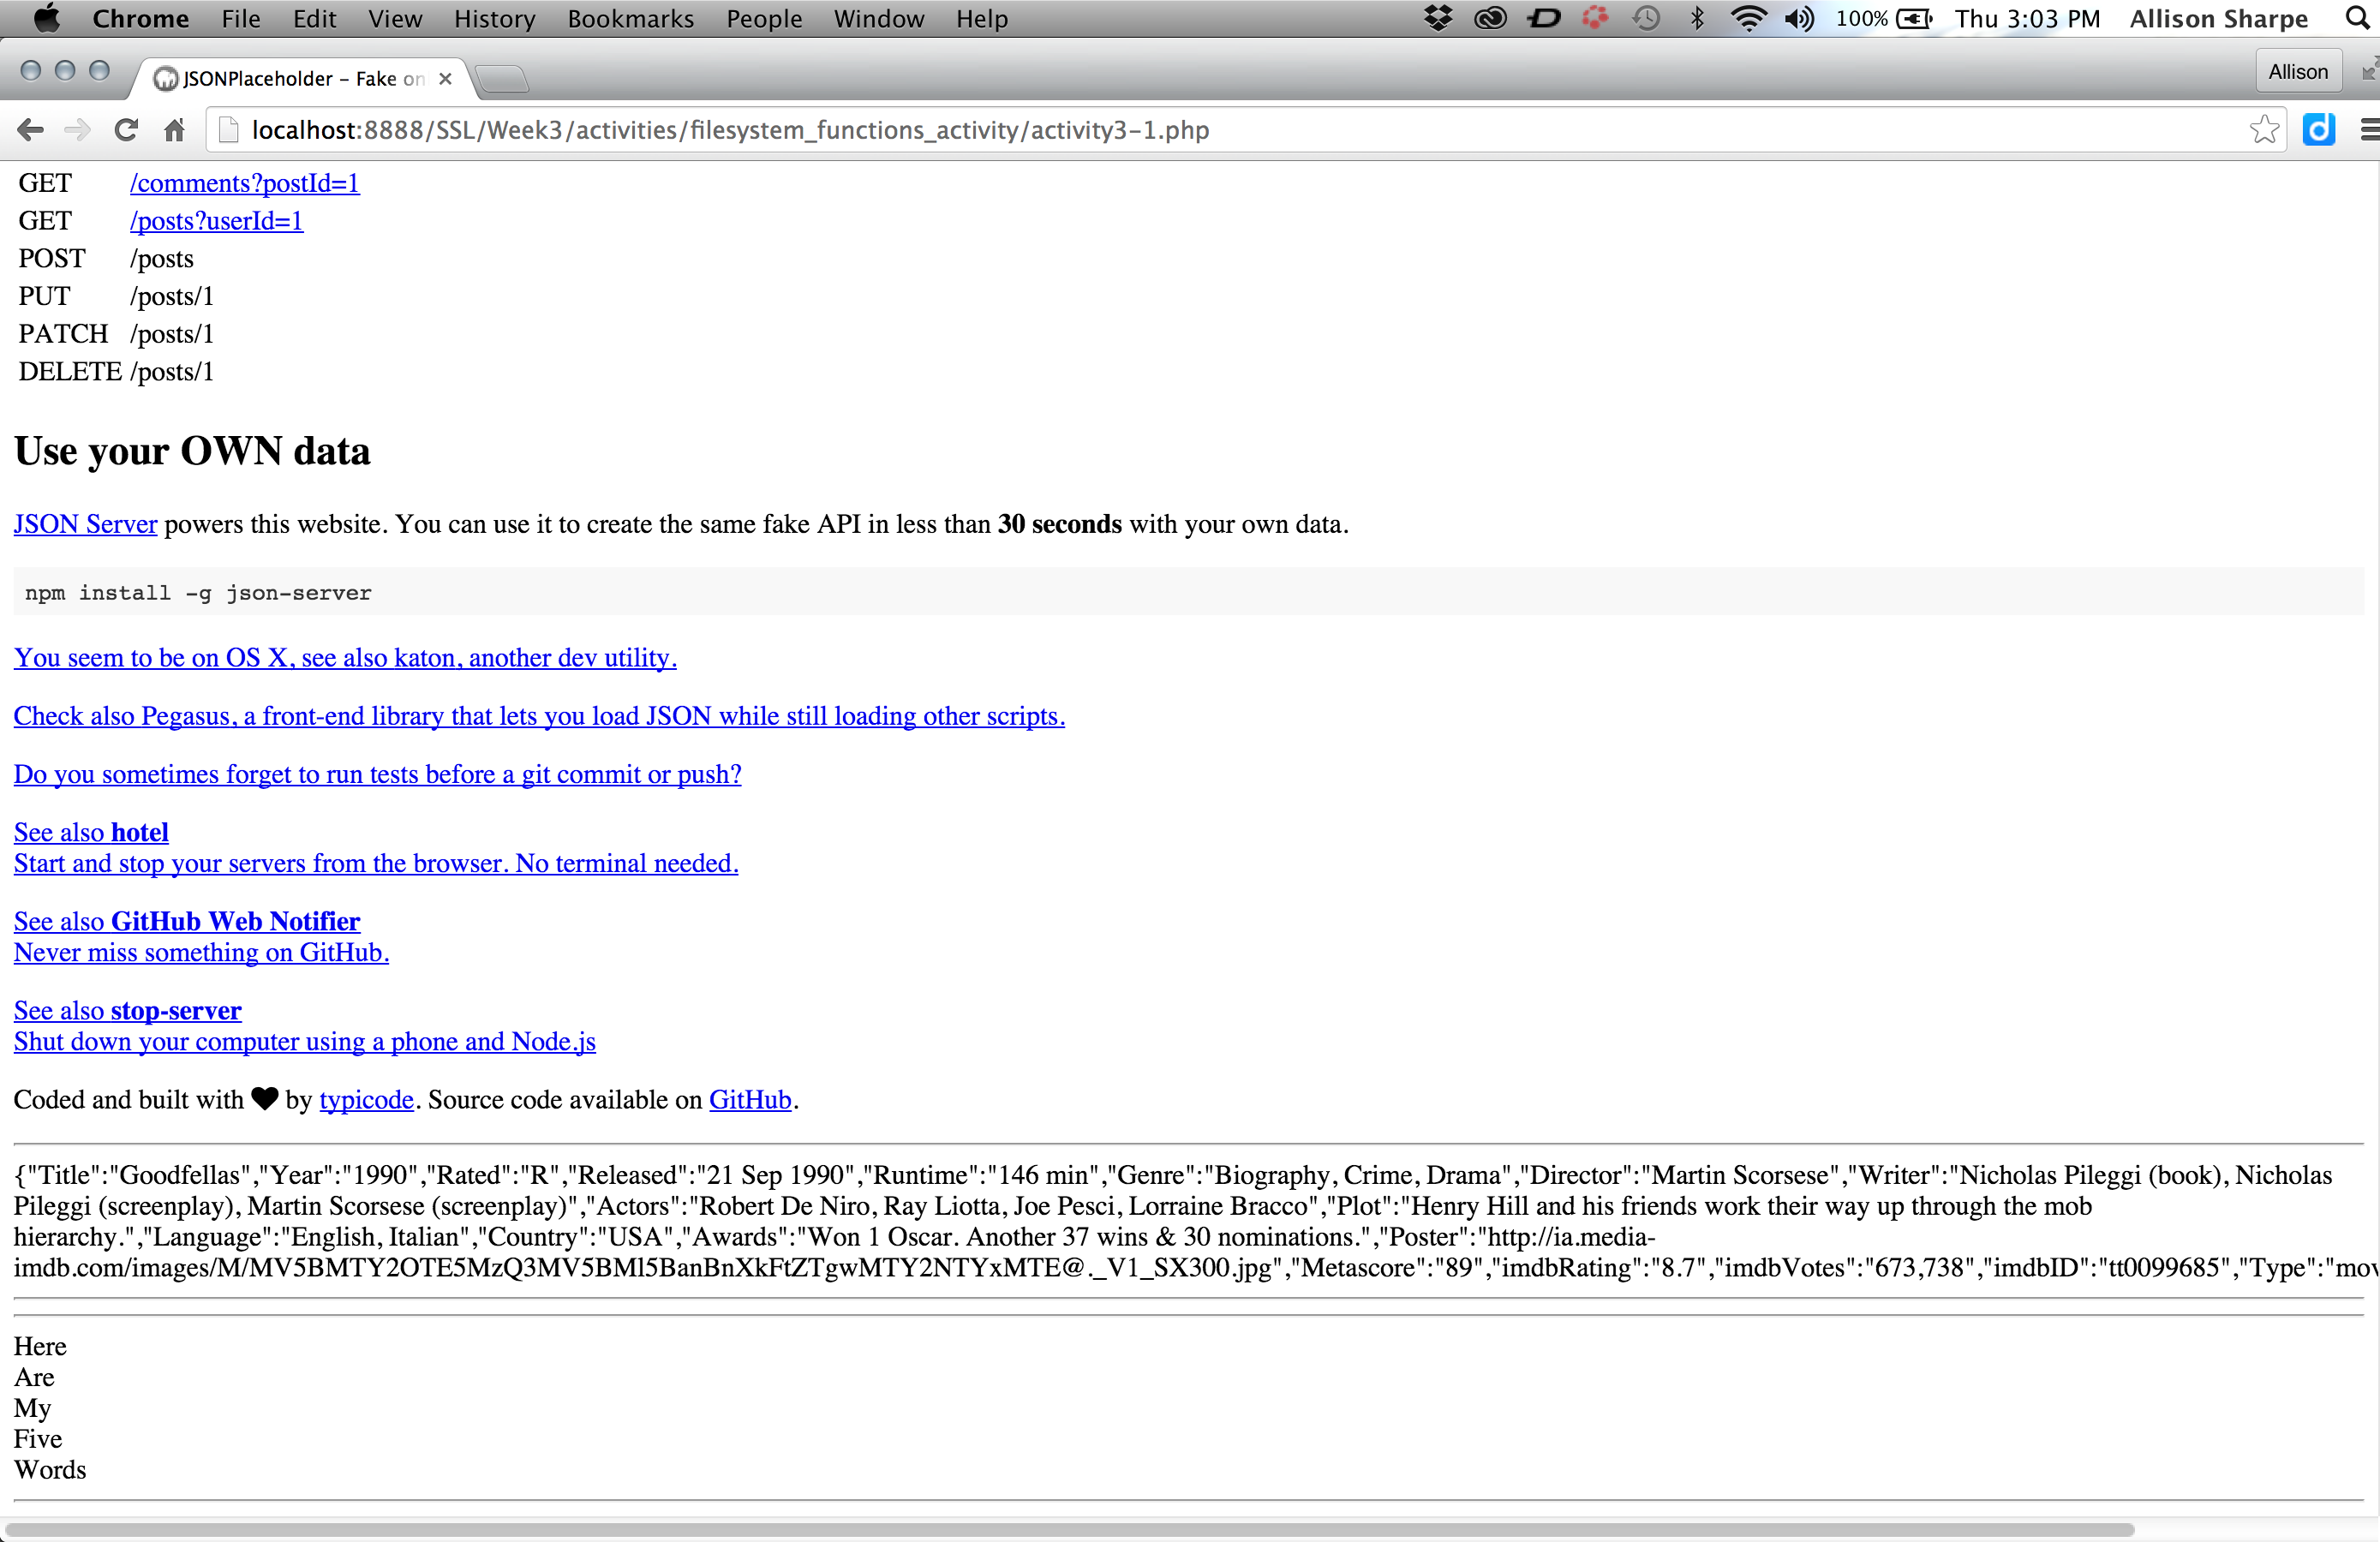 Chrome File Edit View History Bookmarks People Window Help 100% Thu 3:03 PM Allison Sharpe
JSONPlaceholder – Fake on Allison
localhost:8888/SSL/Week3/activities/filesystem_functions_activity/activity3-1.php
GET /comments?postId=1
GET /posts?userId=1
POST /posts
PUT /posts/1
PATCH /posts/1
DELETE /posts/1
Use your OWN data
JSON Server powers this website. You can use it to create the same fake API in less than 30 seconds with your own data.
npm install -g json-server
You seem to be on OS X, see also katon, another dev utility.
Check also Pegasus, a front-end library that lets you load JSON while still loading other scripts.
Do you sometimes forget to run tests before a git commit or push?
See also hotel
Start and stop your servers from the browser. No terminal needed.
See also GitHub Web Notifier
Never miss something on GitHub.
See also stop-server
Shut down your computer using a phone and Node.js
Coded and built with ♥ by typicode. Source code available on GitHub.
{"Title":"Goodfellas","Year":"1990","Rated":"R","Released":"21 Sep 1990","Runtime":"146 min","Genre":"Biography, Crime, Drama","Director":"Martin Scorsese","Writer":"Nicholas Pileggi (book), Nicholas
Pileggi (screenplay), Martin Scorsese (screenplay)","Actors":"Robert De Niro, Ray Liotta, Joe Pesci, Lorraine Bracco","Plot":"Henry Hill and his friends work their way up through the mob
hierarchy.","Language":"English, Italian","Country":"USA","Awards":"Won 1 Oscar. Another 37 wins & 30 nominations.","Poster":"http://ia.media-
imdb.com/images/M/MV5BMTY2OTE5MzQ3MV5BMl5BanBnXkFtZTgwMTY2NTYxMTE@._V1_SX300.jpg","Metascore":"89","imdbRating":"8.7","imdbVotes":"673,738","imdbID":"tt0099685","Type":"mov
Here
Are
My
Five
Words